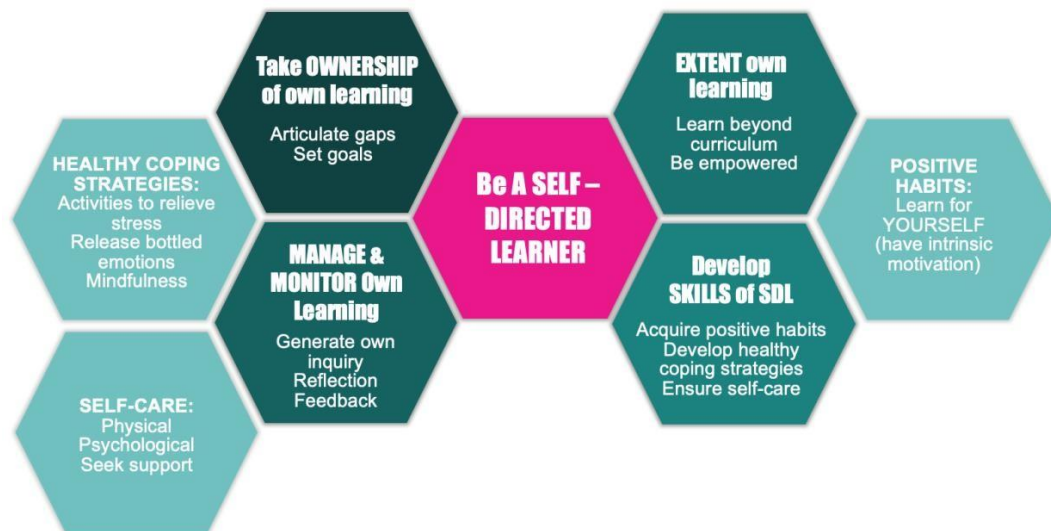 Take OWNERSHIP
of own learning
Articulate gaps
Set goals
EXTENT own
learning
Learn beyond
curriculum
Be empowered
HEALTHY COPING
STRATEGIES:
Activities to relieve
stress
Release bottled
emotions
Mindfulness
Be A SELF –
DIRECTED
LEARNER
POSITIVE
HABITS:
Learn for
YOURSELF
(have intrinsic
motivation)
MANAGE &
MONITOR Own
Learning
Generate own
inquiry
Reflection
Feedback
Develop
SKILLS of SDL
Acquire positive habits
Develop healthy
coping strategies
Ensure self-care
SELF-CARE:
Physical
Psychological
Seek support